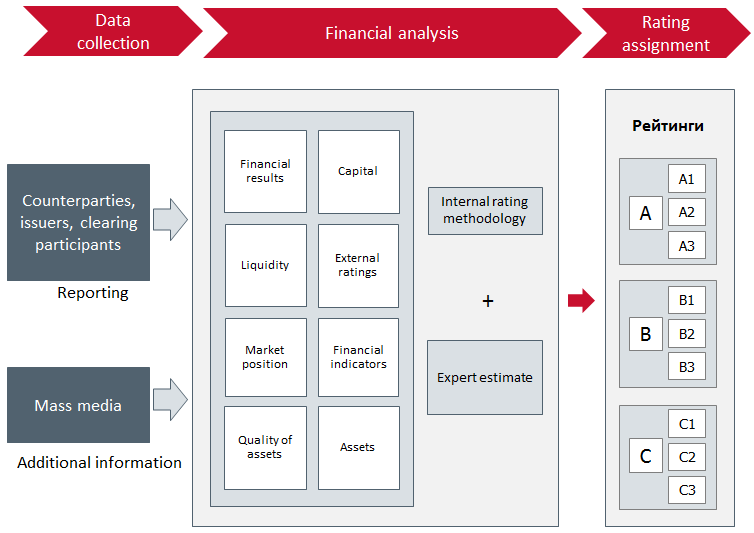 Data
collection
Financial analysis
Rating
assignment
Counterparties,
issuers, clearing
participants
Reporting
Mass media
Additional information
Financial
results
Capital
Liquidity
External
ratings
Market
position
Financial
indicators
Quality of
assets
Assets
Internal rating
methodology
+
Expert estimate
Рейтинги
A
A1
A2
A3
B
B1
B2
B3
C
C1
C2
C3